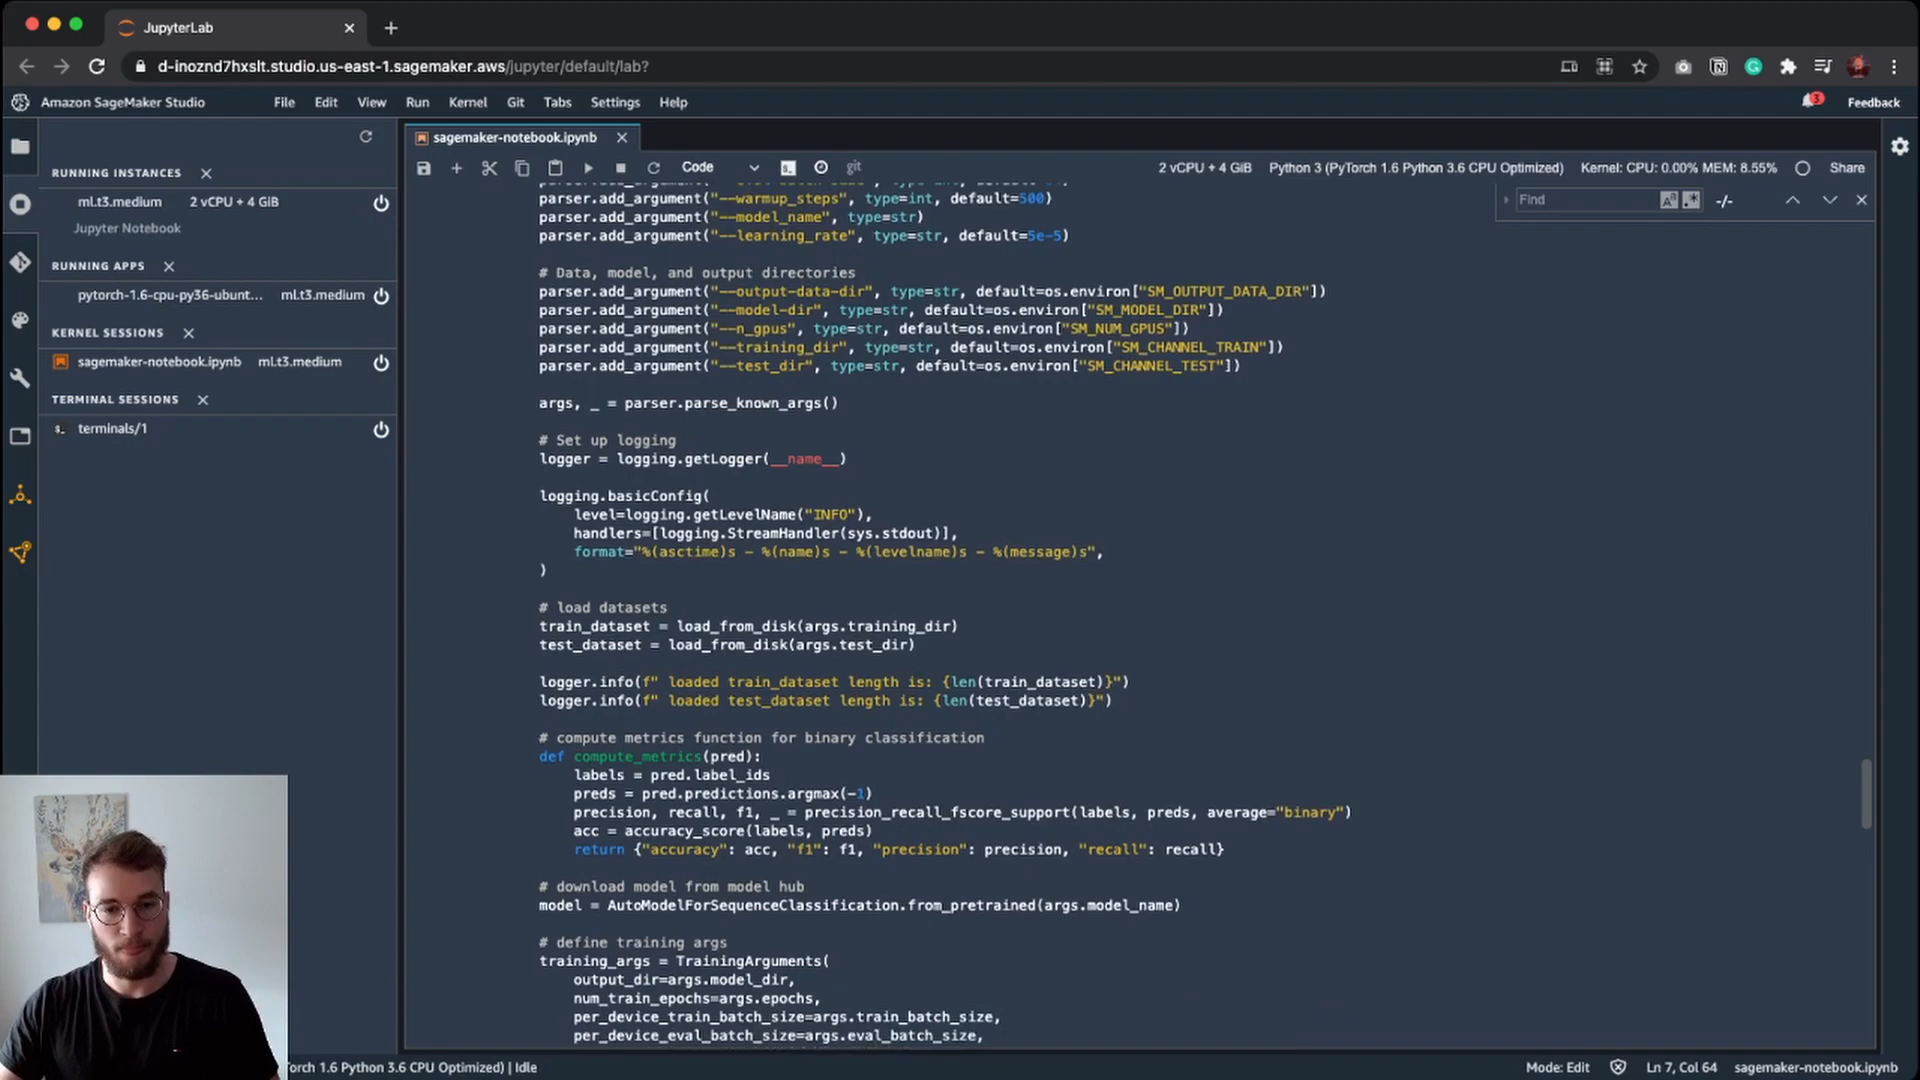 JupyterLab
d-inoznd7hxslt.studio.us-east-1.sagemaker.aws/jupyter/default/lab?
Amazon SageMaker Studio File Edit View Run Kernel Git Tabs Settings Help 3 Feedback
RUNNING INSTANCES
ml.t3.medium 2 vCPU + 4 GiB
Jupyter Notebook
RUNNING APPS
pytorch-1.6-cpu-py36-ubunt... ml.t3.medium
KERNEL SESSIONS
sagemaker-notebook.ipynb ml.t3.medium
TERMINAL SESSIONS
terminals/1
sagemaker-notebook.ipynb
Code git 2 vCPU + 4 GiB Python 3 (PyTorch 1.6 Python 3.6 CPU Optimized) Kernel: CPU: 0.00% MEM: 8.55% Share
Find -/-
parser.add_argument("--warmup_steps", type=int, default=500)
parser.add_argument("--model_name", type=str)
parser.add_argument("--learning_rate", type=str, default=5e-5)
# Data, model, and output directories
parser.add_argument("--output-data-dir", type=str, default=os.environ["SM_OUTPUT_DATA_DIR"])
parser.add_argument("--model-dir", type=str, default=os.environ["SM_MODEL_DIR"])
parser.add_argument("--n_gpus", type=str, default=os.environ["SM_NUM_GPUS"])
parser.add_argument("--training_dir", type=str, default=os.environ["SM_CHANNEL_TRAIN"])
parser.add_argument("--test_dir", type=str, default=os.environ["SM_CHANNEL_TEST"])
args, _ = parser.parse_known_args()
# Set up logging
logger = logging.getLogger(__name__)
logging.basicConfig(
level=logging.getLevelName("INFO"),
handlers=[logging.StreamHandler(sys.stdout)],
format="%(asctime)s - %(name)s - %(levelname)s - %(message)s",
)
# load datasets
train_dataset = load_from_disk(args.training_dir)
test_dataset = load_from_disk(args.test_dir)
logger.info(f" loaded train_dataset length is: {len(train_dataset)}")
logger.info(f" loaded test_dataset length is: {len(test_dataset)}")
# compute metrics function for binary classification
def compute_metrics(pred):
labels = pred.label_ids
preds = pred.predictions.argmax(-1)
precision, recall, f1, _ = precision_recall_fscore_support(labels, preds, average="binary")
acc = accuracy_score(labels, preds)
return {"accuracy": acc, "f1": f1, "precision": precision, "recall": recall}
# download model from model hub
model = AutoModelForSequenceClassification.from_pretrained(args.model_name)
# define training args
training_args = TrainingArguments(
output_dir=args.model_dir,
num_train_epochs=args.epochs,
per_device_train_batch_size=args.train_batch_size,
per_device_eval_batch_size=args.eval_batch_size,
Torch 1.6 Python 3.6 CPU Optimized) | Idle Mode: Edit Ln 7, Col 64 sagemaker-notebook.ipynb